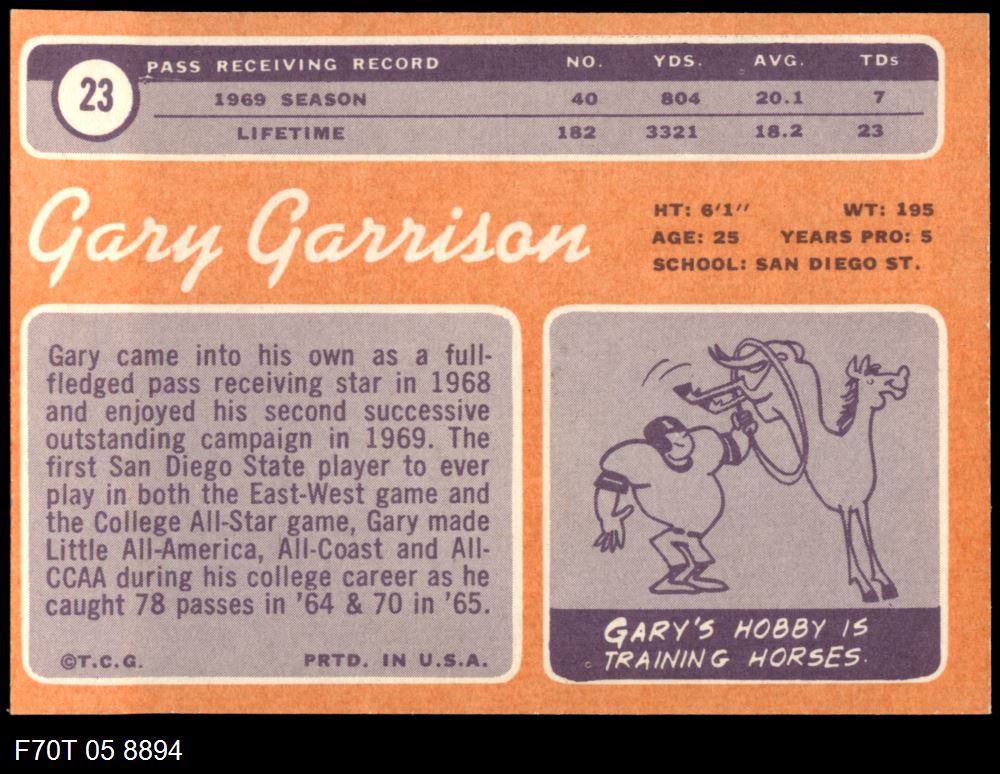 23
PASS RECEIVING RECORD NO. YDS. AVG. TDs
1969 SEASON 40 804 20.1 7
LIFETIME 182 3321 18.2 23
Gary Garrison
HT: 6'1" WT: 195
AGE: 25 YEARS PRO: 5
SCHOOL: SAN DIEGO ST.
Gary came into his own as a full-
fledged pass receiving star in 1968
and enjoyed his second successive
outstanding campaign in 1969. The
first San Diego State player to ever
play in both the East-West game and
the College All-Star game, Gary made
Little All-America, All-Coast and All-
CCAA during his college career as he
caught 78 passes in '64 & 70 in '65.
©T.C.G. PRTD. IN U.S.A.
GARY'S HOBBY IS
TRAINING HORSES.
F70T 05 8894